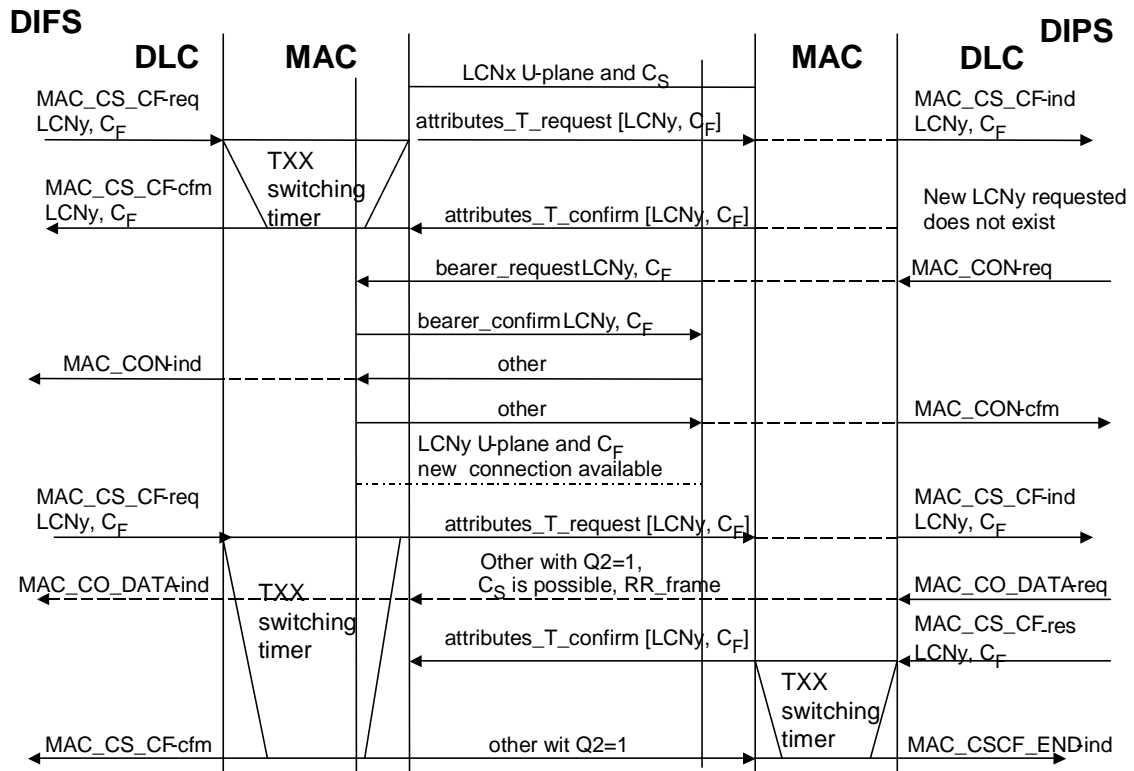 DIFS
DIPS
DLC
MAC
MAC
DLC
LCNx U-plane and CS
MAC_CS_CF-req
LCNy, CF
attributes_T_request [LCNy, CF]
MAC_CS_CF-ind
LCNy, CF
TXX
switching
timer
MAC_CS_CF-cfm
LCNy, CF
attributes_T_confirm [LCNy, CF]
New LCNy requested
does not exist
bearer_request LCNy, CF
MAC_CON-req
bearer_confirm LCNy, CF
MAC_CON-ind
other
other
MAC_CON-cfm
LCNy U-plane and CF
new connection available
MAC_CS_CF-req
LCNy, CF
attributes_T_request [LCNy, CF]
MAC_CS_CF-ind
LCNy, CF
Other with Q2=1,
CS is possible, RR_frame
MAC_CO_DATA-ind
TXX
switching
timer
MAC_CO_DATA-req
attributes_T_confirm [LCNy, CF]
MAC_CS_CF-res
LCNy, CF
TXX
switching
timer
MAC_CS_CF-cfm
other wit Q2=1
MAC_CSCF_END-ind